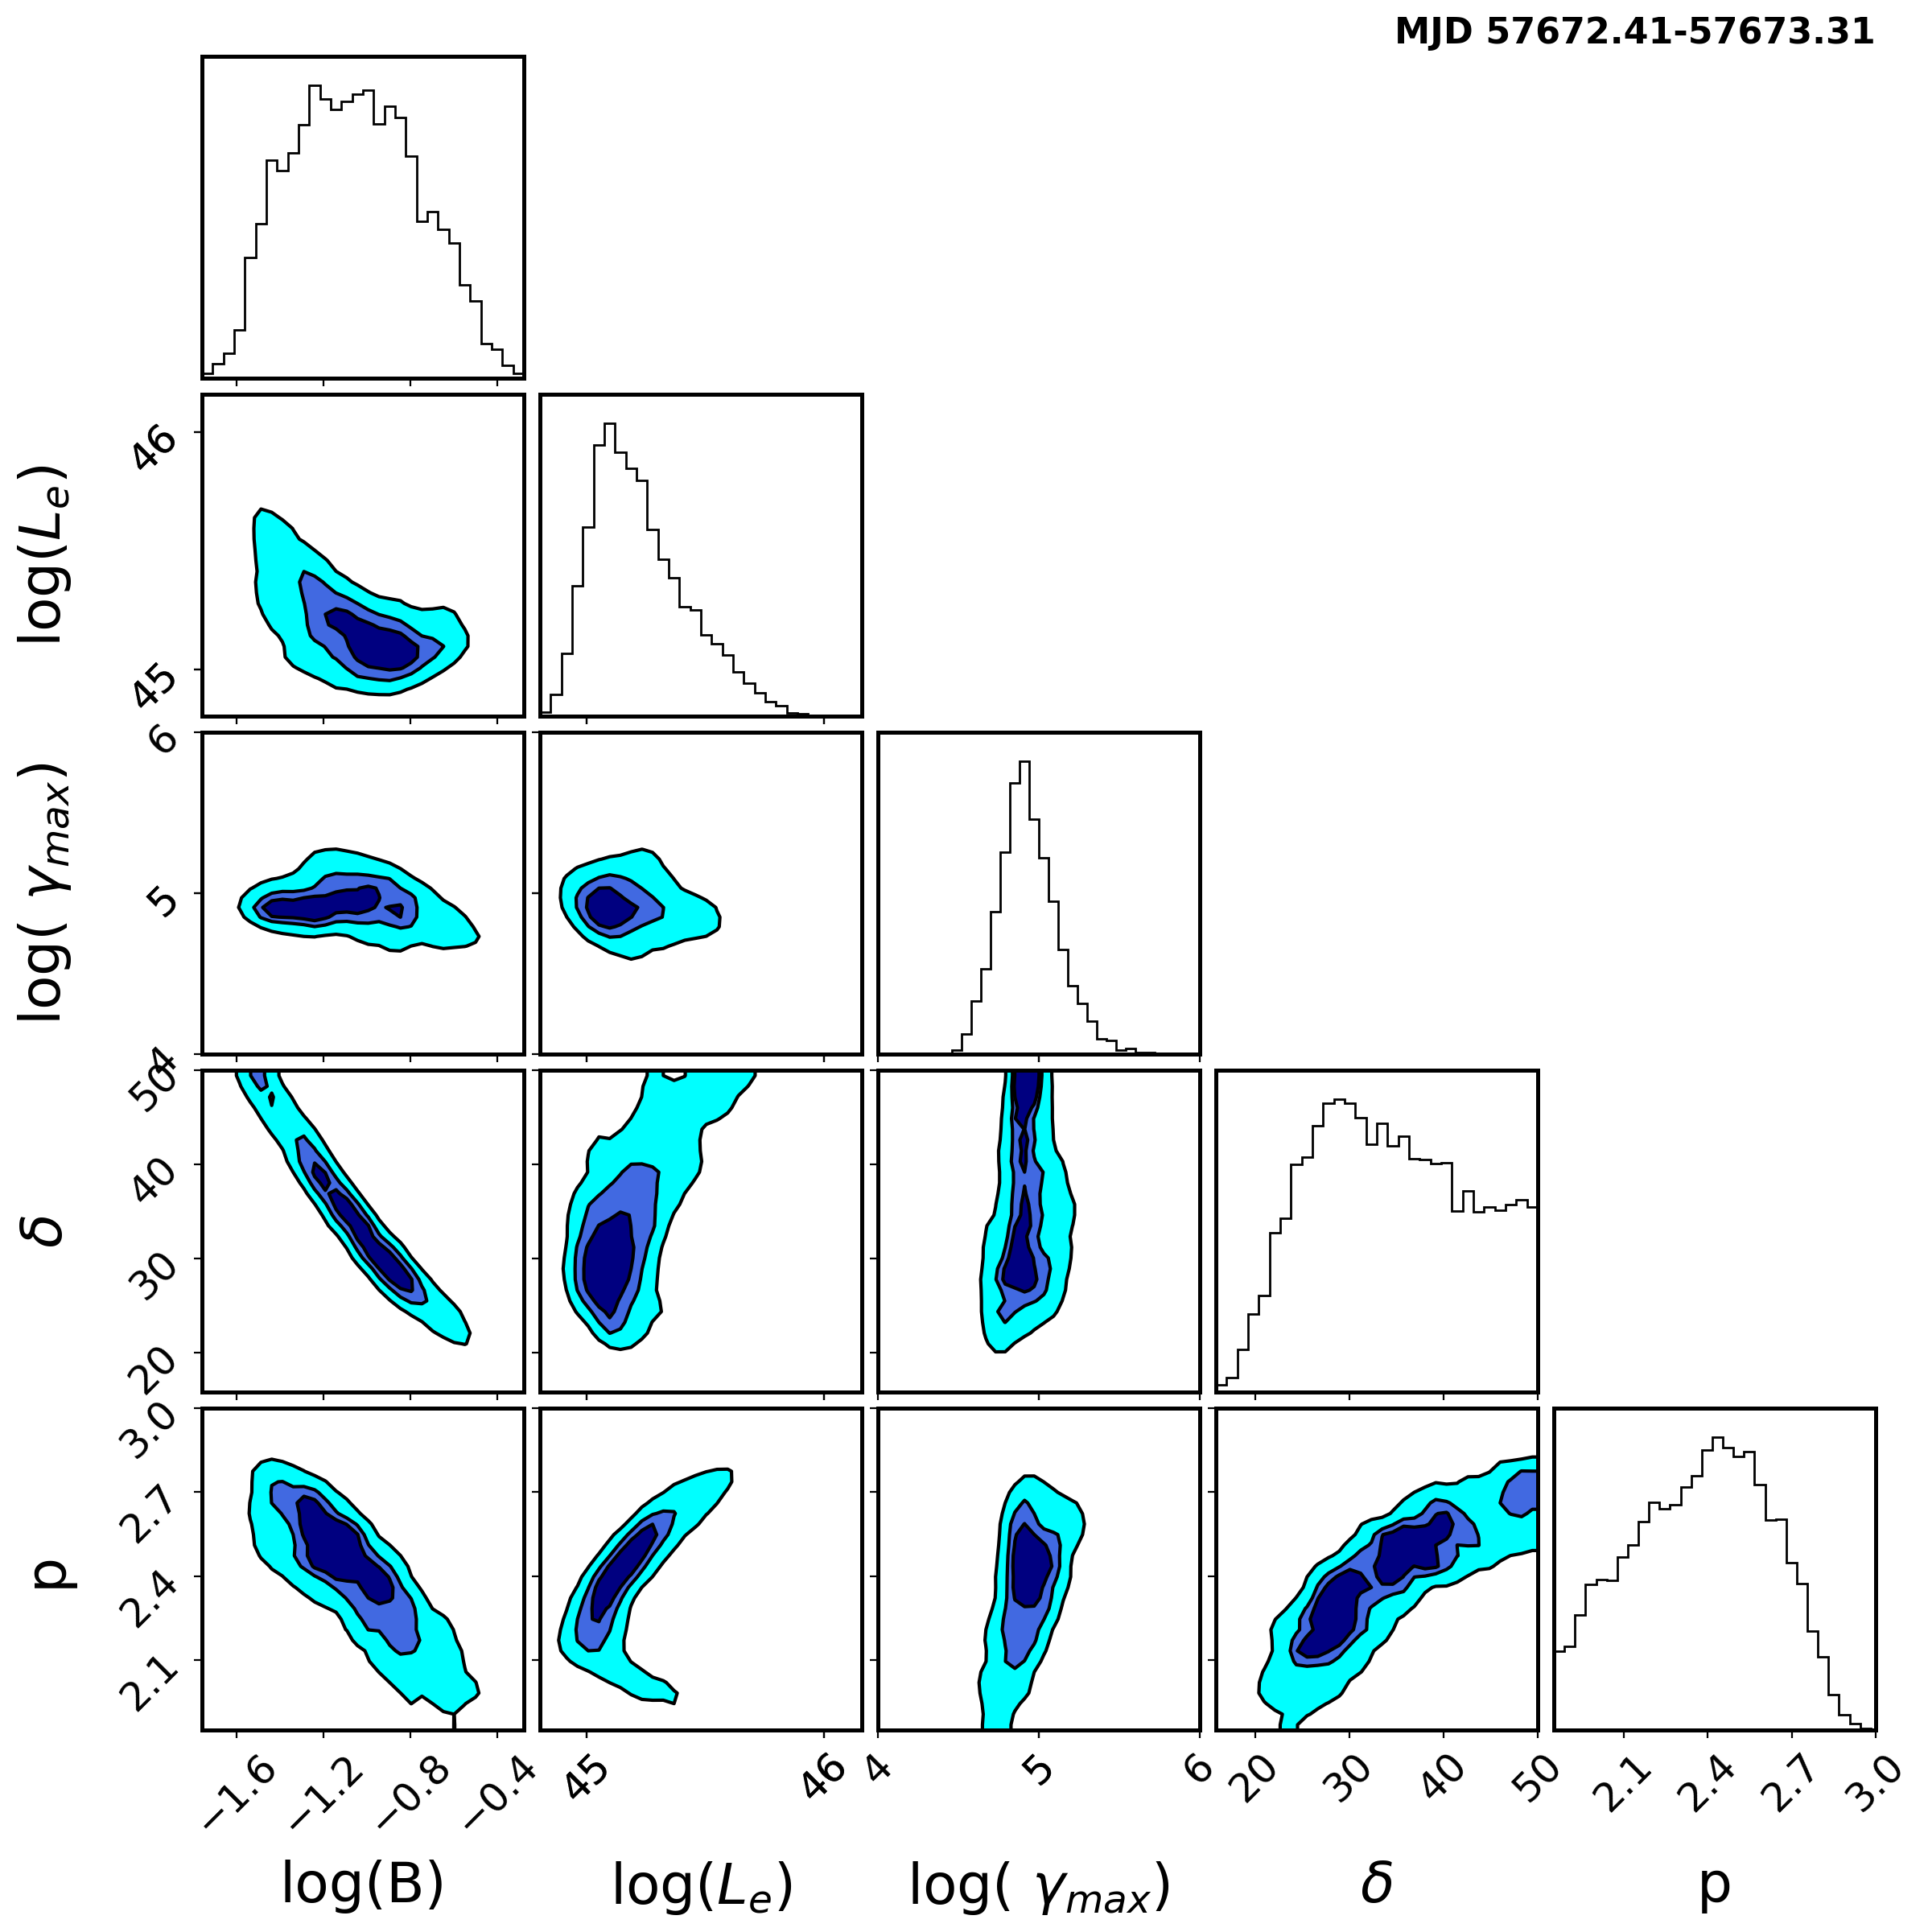 MJD 57672.41-57673.31
46
45
log(L_e)
6
5
4
log( γ_max)
50
40
30
20
δ
3.0
2.7
2.4
2.1
p
−1.6 −1.2 −0.8 −0.4 45 46 4 5 6 20 30 40 50 2.1 2.4 2.7 3.0
log(B) log(L_e) log( γ_max) δ p